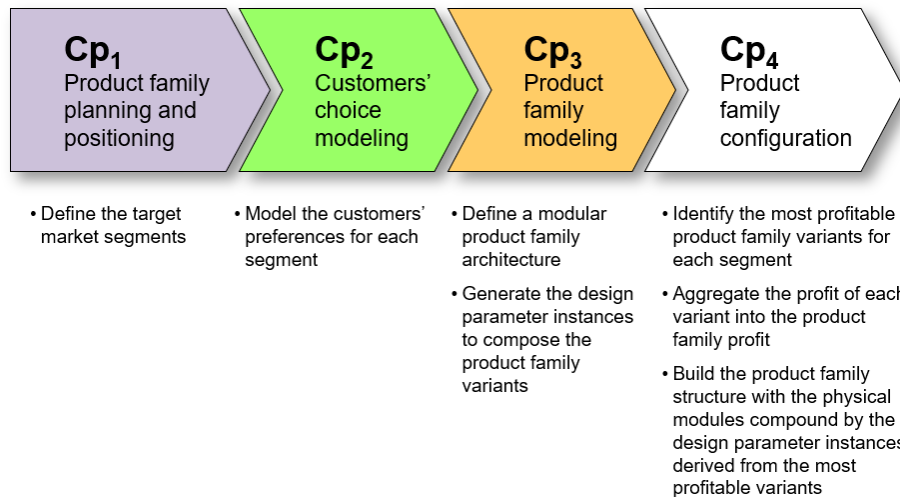 Cp₁
Product family
planning and
positioning
Cp₂
Customers’
choice
modeling
Cp₃
Product
family
modeling
Cp₄
Product
family
configuration
• Define the target
market segments
• Model the customers’
preferences for each
segment
• Define a modular
product family
architecture
• Generate the design
parameter instances
to compose the
product family
variants
• Identify the most profitable
product family variants for
each segment
• Aggregate the profit of each
variant into the product
family profit
• Build the product family
structure with the physical
modules compound by the
design parameter instances
derived from the most
profitable variants